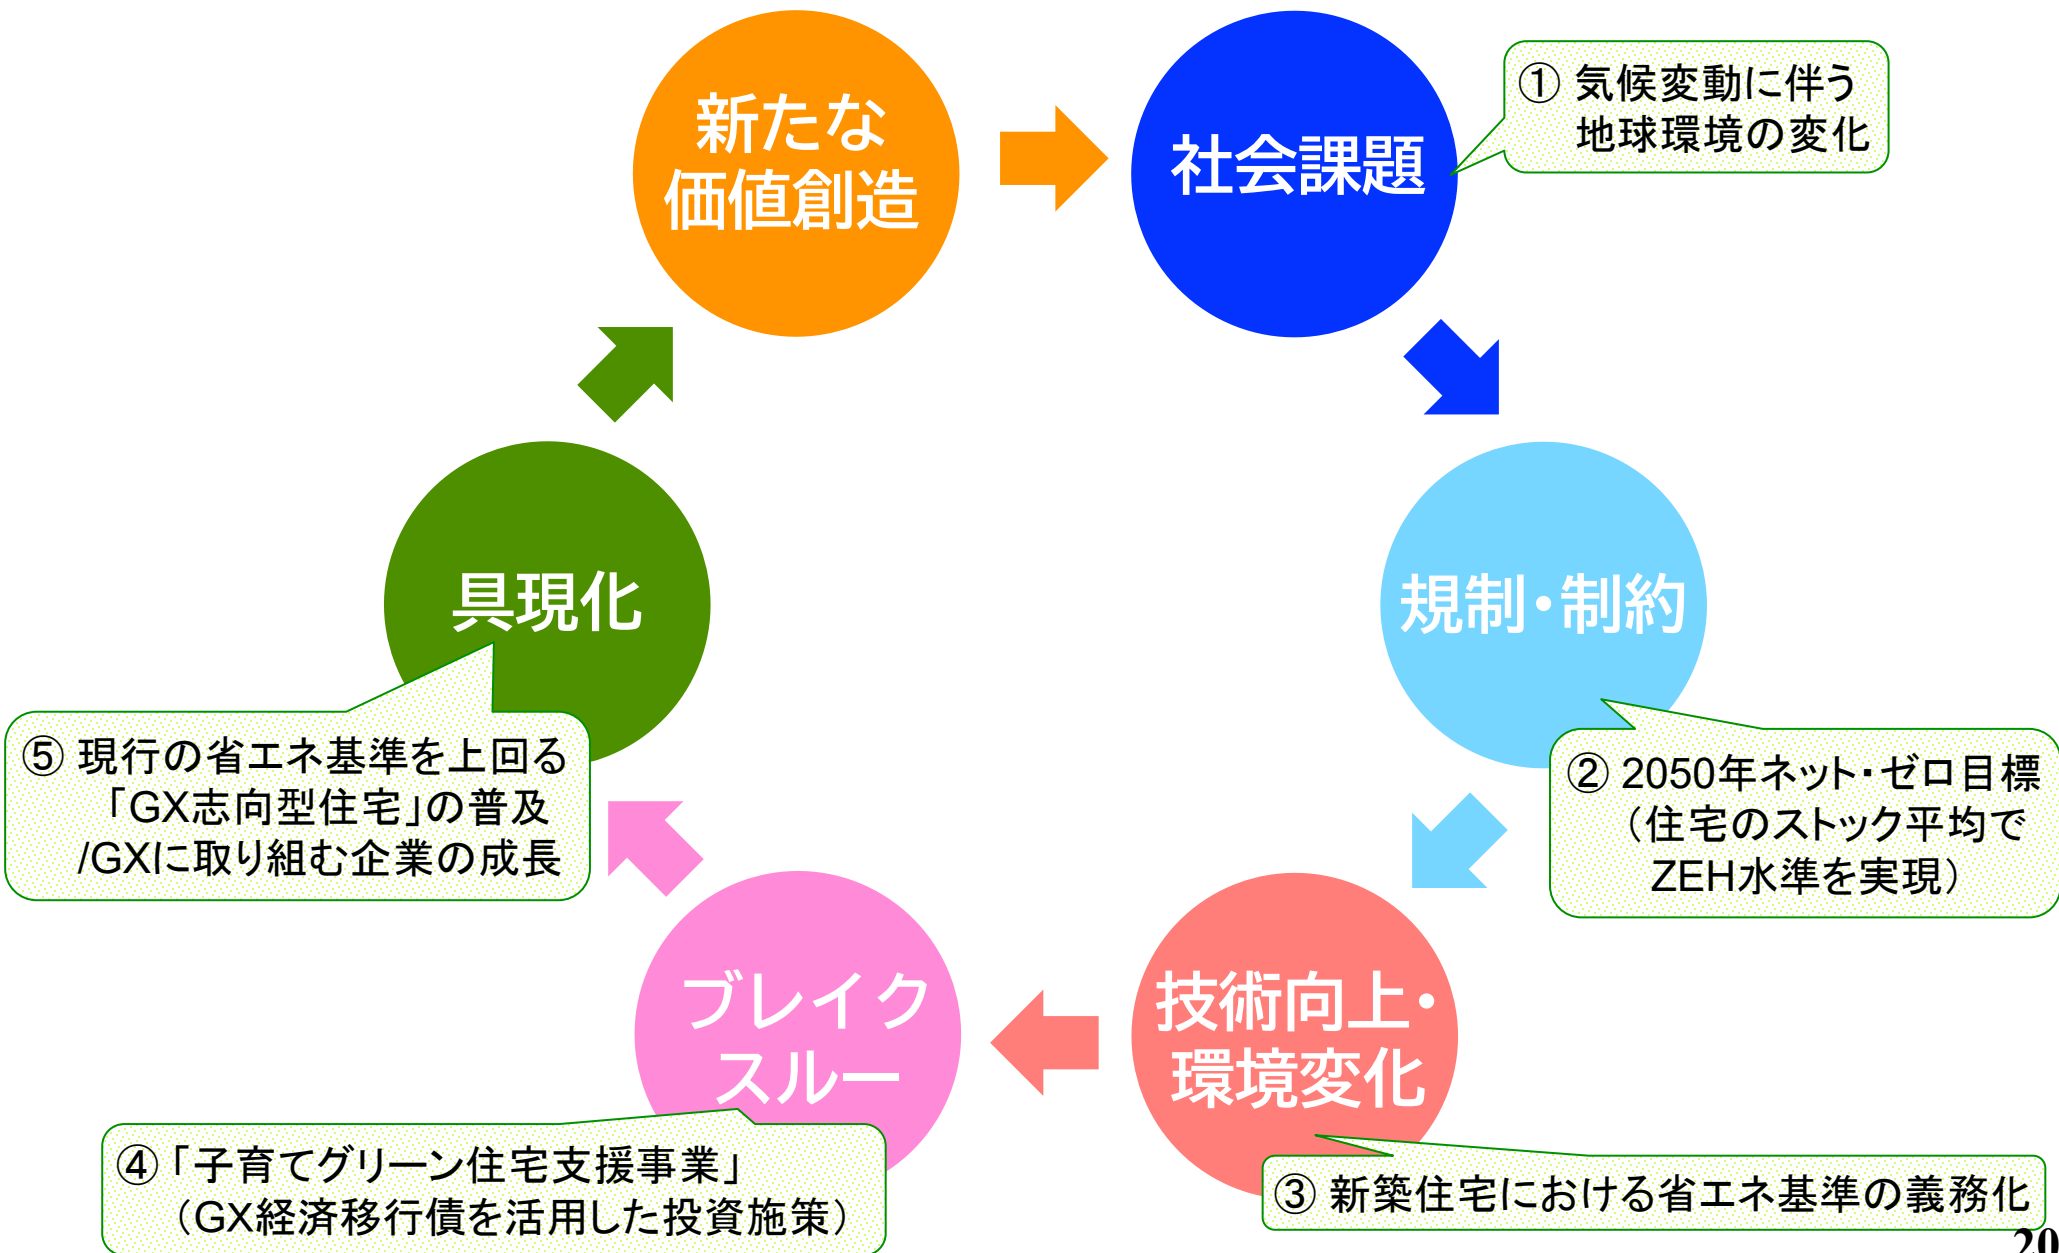 新たな
価値創造
社会課題
① 気候変動に伴う
地球環境の変化
規制・制約
② 2050年ネット・ゼロ目標
（住宅のストック平均で
ZEH水準を実現）
技術向上・
環境変化
③ 新築住宅における省エネ基準の義務化
ブレイク
スルー
④「子育てグリーン住宅支援事業」
（GX経済移行債を活用した投資施策）
具現化
⑤ 現行の省エネ基準を上回る
「GX志向型住宅」の普及
/GXに取り組む企業の成長
20